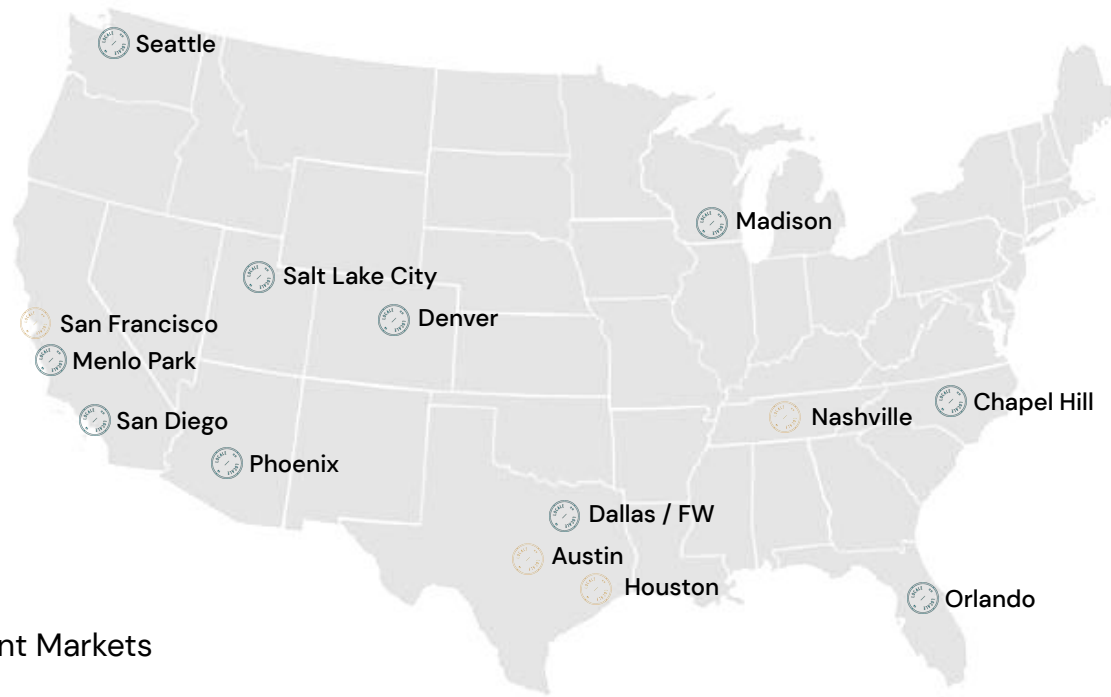 Seattle
Madison
Salt Lake City
Denver
San Francisco
Menlo Park
San Diego
Phoenix
Nashville
Chapel Hill
Dallas / FW
Austin
Houston
Orlando
nt Markets